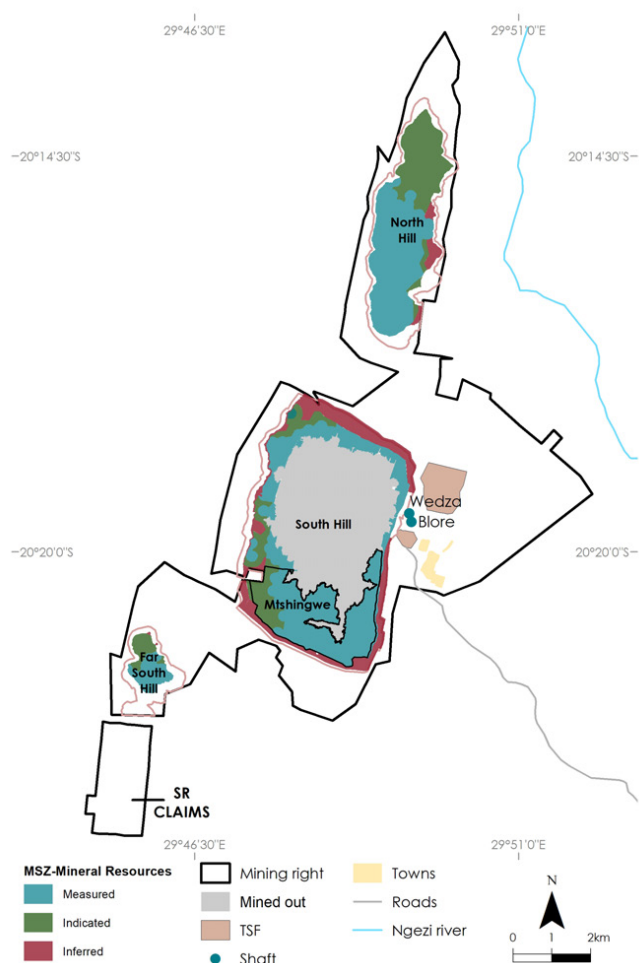 29°46'30"E
29°51'0"E
20°14'30"S
20°14'30"S
North
Hill
Wedza
Blore
South Hill
20°20'0"S
20°20'0"S
Mtshingwe
Far
South
Hill
SR
CLAIMS
29°46'30"E
29°51'0"E
MSZ-Mineral Resources
Measured
Indicated
Inferred
Mining right
Mined out
TSF
Shaft
Towns
Roads
Ngezi river
N
0 1 2km